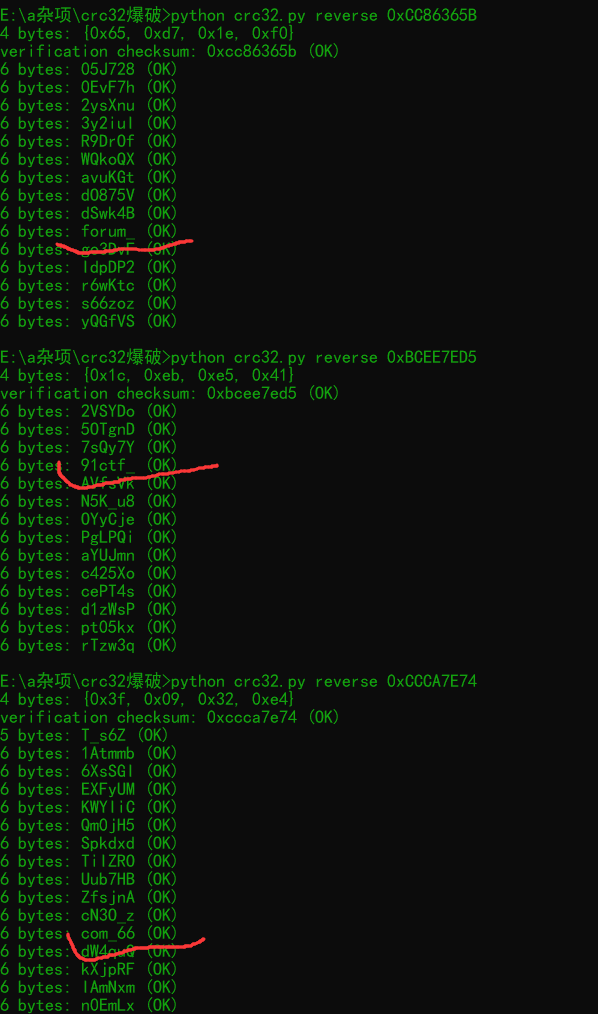 E:\a杂项\crc32爆破>python crc32.py reverse 0xCC86365B
4 bytes: {0x65, 0xd7, 0x1e, 0xf0}
verification checksum: 0xcc86365b (OK)
6 bytes: 05J728 (OK)
6 bytes: 0EvF7h (OK)
6 bytes: 2ysXnu (OK)
6 bytes: 3y2iul (OK)
6 bytes: R9DrOf (OK)
6 bytes: WQkoQX (OK)
6 bytes: avuKGt (OK)
6 bytes: dO875V (OK)
6 bytes: dSwk4B (OK)
6 bytes: forum_ (OK)
6 bytes: gc3DvF (OK)
6 bytes: ldpDP2 (OK)
6 bytes: r6wKtc (OK)
6 bytes: s66zoz (OK)
6 bytes: yQGfVS (OK)
E:\a杂项\crc32爆破>python crc32.py reverse 0xBCEE7ED5
4 bytes: {0x1c, 0xeb, 0xe5, 0x41}
verification checksum: 0xbcee7ed5 (OK)
6 bytes: 2VSYDo (OK)
6 bytes: 5OTgnD (OK)
6 bytes: 7sQy7Y (OK)
6 bytes: 91ctf_ (OK)
6 bytes: AVfsVk (OK)
6 bytes: N5K_u8 (OK)
6 bytes: OYyCje (OK)
6 bytes: PgLPQi (OK)
6 bytes: aYUJmn (OK)
6 bytes: c425Xo (OK)
6 bytes: cePT4s (OK)
6 bytes: d1zWsP (OK)
6 bytes: ptO5kx (OK)
6 bytes: rTzw3q (OK)
E:\a杂项\crc32爆破>python crc32.py reverse 0xCCCA7E74
4 bytes: {0x3f, 0x09, 0x32, 0xe4}
verification checksum: 0xccca7e74 (OK)
5 bytes: T_s6Z (OK)
6 bytes: 1Atmmb (OK)
6 bytes: 6XsSGI (OK)
6 bytes: EXFyUM (OK)
6 bytes: KWYliC (OK)
6 bytes: Qm0jH5 (OK)
6 bytes: Spkdxd (OK)
6 bytes: TilZRO (OK)
6 bytes: Uub7HB (OK)
6 bytes: ZfsjnA (OK)
6 bytes: cN3O_z (OK)
6 bytes: com_66 (OK)
6 bytes: dW4quQ (OK)
6 bytes: kXjpRF (OK)
6 bytes: lAmNxm (OK)
6 bytes: n0EmLx (OK)